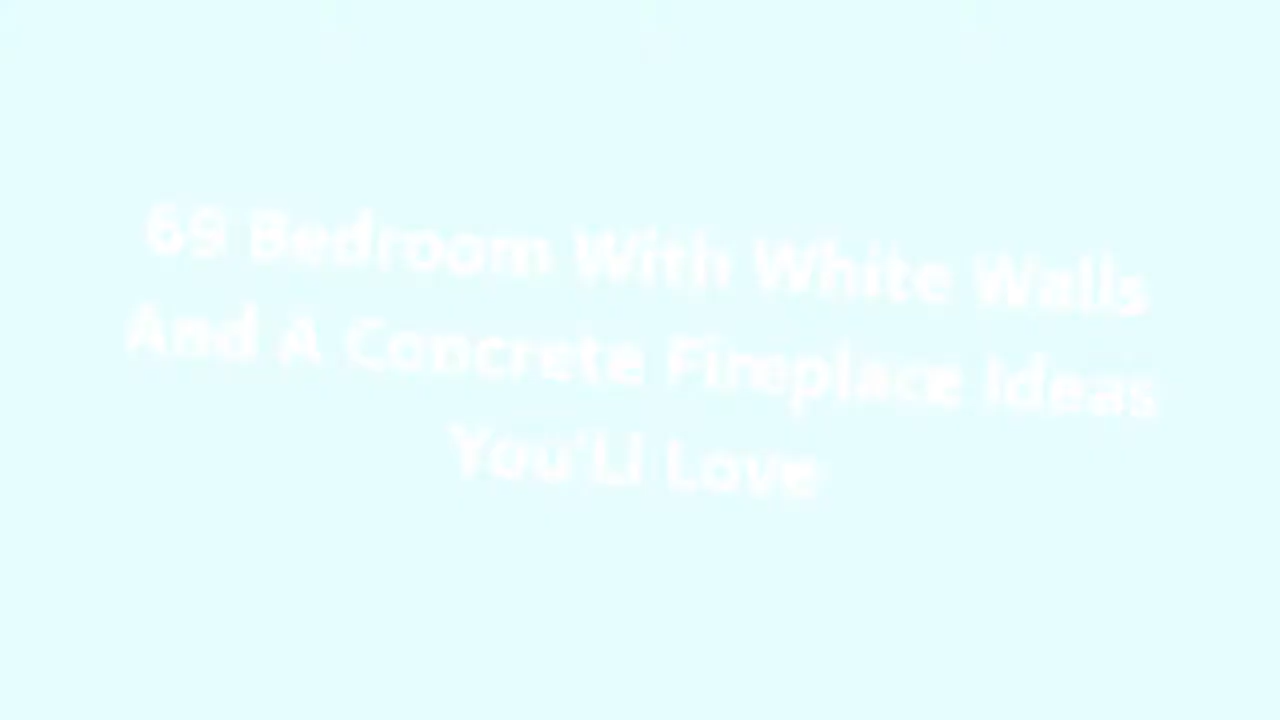 69 Bedroom With White Walls
And A Concrete Fireplace Ideas
You'Ll Love